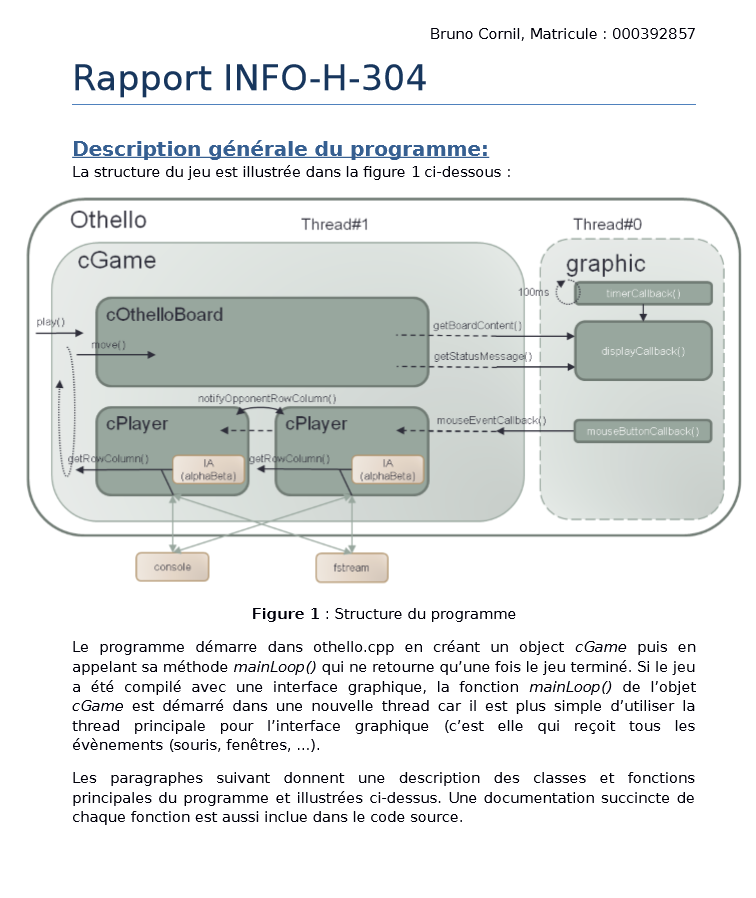 Bruno Cornil, Matricule : 000392857
Rapport INFO-H-304
Description générale du programme:
La structure du jeu est illustrée dans la figure 1 ci-dessous :
Othello
Thread#1
Thread#0
cGame
graphic
100ms
timerCallback()
cOthelloBoard
play()
getBoardContent()
move()
displayCallback()
getStatusMessage()
notifyOpponentRowColumn()
cPlayer
cPlayer
mouseEventCallback()
mouseButtonCallback()
getRowColumn()
IA
(alphaBeta)
getRowColumn()
IA
(alphaBeta)
console
fstream
Figure 1 : Structure du programme
Le programme démarre dans othello.cpp en créant un object cGame puis en
appelant sa méthode mainLoop() qui ne retourne qu’une fois le jeu terminé. Si le jeu
a été compilé avec une interface graphique, la fonction mainLoop() de l’objet
cGame est démarré dans une nouvelle thread car il est plus simple d’utiliser la
thread principale pour l’interface graphique (c’est elle qui reçoit tous les
évènements (souris, fenêtres, ...).
Les paragraphes suivant donnent une description des classes et fonctions
principales du programme et illustrées ci-dessus. Une documentation succincte de
chaque fonction est aussi inclue dans le code source.